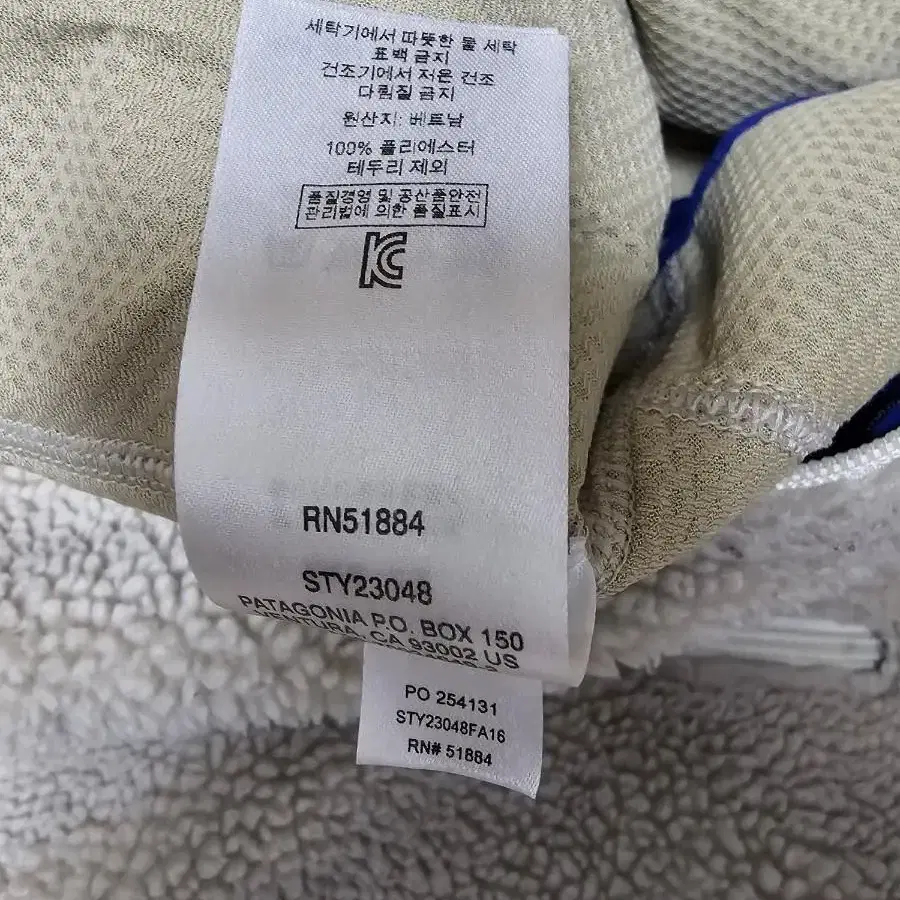 세탁기에서 따뜻한 물 세탁
표백 금지
건조기에서 저온 건조
다림질 금지
원산지: 베트남
100% 폴리에스터
테두리 제외
품질경영 및 공산품안전
관리법에 의한 품질표시
KC
RN51884
STY23048
PATAGONIA P.O. BOX 150
VENTURA, CA 93002 US
PO 254131
STY23048FA16
RN# 51884